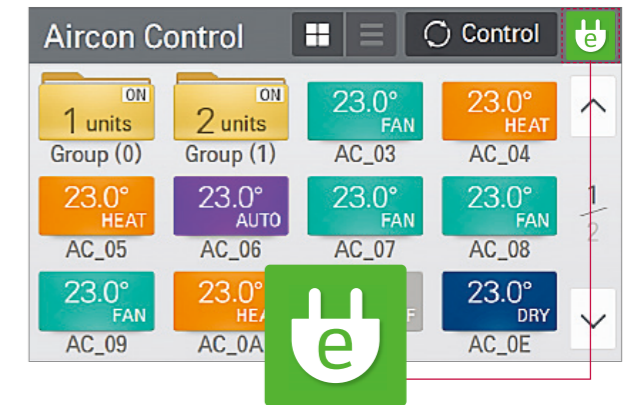 Aircon Control Control e
ON ON
1 units 2 units 23.0° FAN 23.0° HEAT
Group (0) Group (1) AC_03 AC_04
23.0° HEAT 23.0° AUTO 23.0° FAN 23.0° FAN
1
2
AC_05 AC_06 AC_07 AC_08
23.0° FAN 23.0° 23.0° DRY
AC_09 AC_0A AC_0E
e